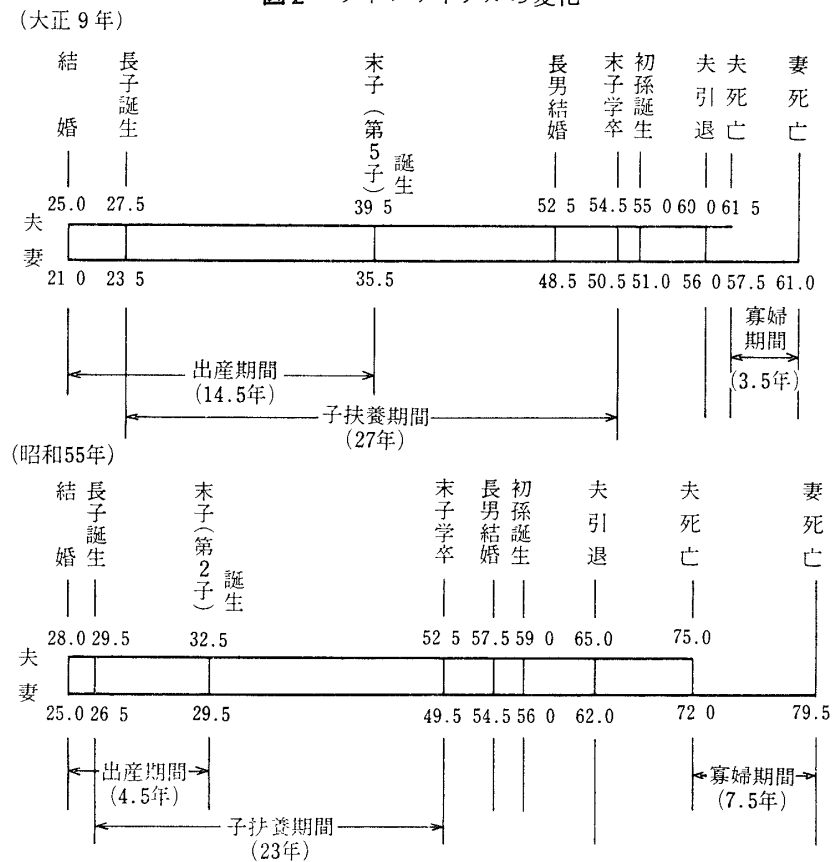 (大正9年)
結婚 長子誕生 末子(第5子)誕生 長男結婚 末子学卒 初孫誕生 夫引退 夫死亡 妻死亡
25.0 27.5 39 5 52 5 54.5 55 0 60 0 61 5
夫
妻
21 0 23 5 35.5 48.5 50.5 51.0 56 0 57.5 61.0
寡婦
期間
(3.5年)
出産期間
(14.5年)
子扶養期間
(27年)
(昭和55年)
結婚 長子誕生 末子(第2子)誕生 末子学卒 長男結婚 初孫誕生 夫引退 夫死亡 妻死亡
28.0 29.5 32.5 52 5 57.5 59 0 65.0 75.0
夫
妻
25.0 26 5 29.5 49.5 54.5 56 0 62.0 72 0 79.5
出産期間 寡婦期間
(4.5年) (7.5年)
子扶養期間
(23年)